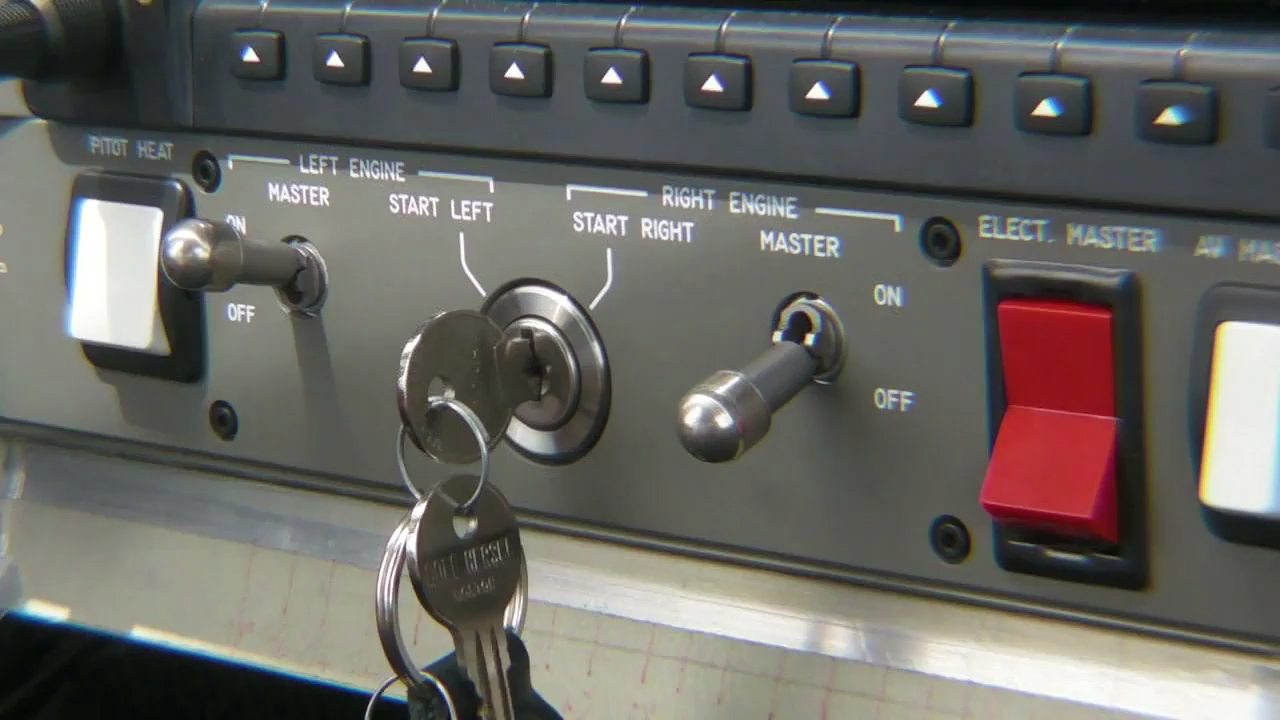 PITOT HEAT
LEFT ENGINE
MASTER
START LEFT
ON
OFF
RIGHT ENGINE
START RIGHT
MASTER
ON
OFF
ELECT. MASTER